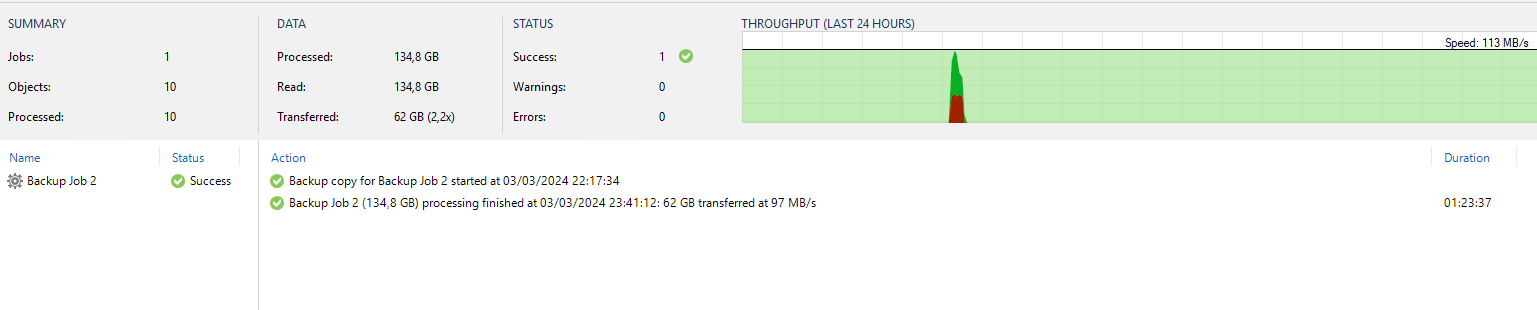 SUMMARY
Jobs: 1
Objects: 10
Processed: 10
DATA
Processed: 134,8 GB
Read: 134,8 GB
Transferred: 62 GB (2,2x)
STATUS
Success: 1
Warnings: 0
Errors: 0
THROUGHPUT (LAST 24 HOURS)
Speed: 113 MB/s
Name Status Action Duration
Backup Job 2 Success
Backup copy for Backup Job 2 started at 03/03/2024 22:17:34
Backup Job 2 (134,8 GB) processing finished at 03/03/2024 23:41:12: 62 GB transferred at 97 MB/s 01:23:37